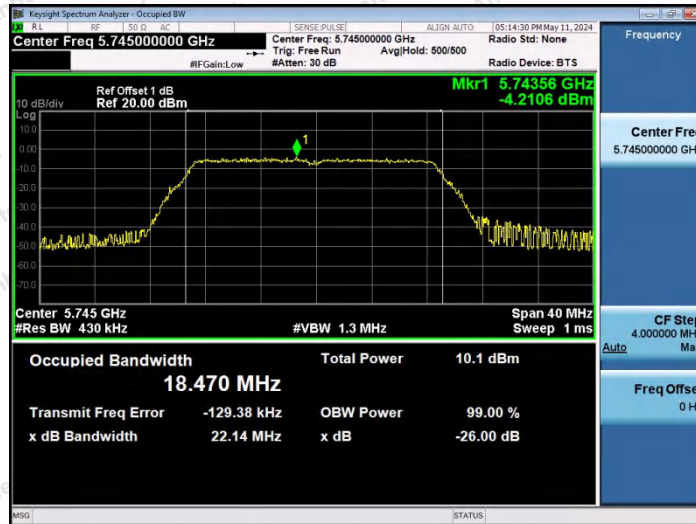 Keysight Spectrum Analyzer - Occupied BW
RL RF 50 Ω AC SENSE:PULSE ALIGN AUTO 05:14:30 PM May 11, 2024
Center Freq 5.745000000 GHz
Center Freq: 5.745000000 GHz Radio Std: None
Trig: Free Run Avg|Hold: 500/500
#IFGain:Low #Atten: 30 dB Radio Device: BTS
Mkr1 5.74356 GHz
-4.2106 dBm
Ref Offset 1 dB
10 dB/div Ref 20.00 dBm
Log
10.0
0.00
-10.0
-20.0
-30.0
-40.0
-50.0
-60.0
-70.0
1
Center 5.745 GHz Span 40 MHz
#Res BW 430 kHz #VBW 1.3 MHz Sweep 1 ms
Occupied Bandwidth Total Power 10.1 dBm
18.470 MHz
Transmit Freq Error -129.38 kHz OBW Power 99.00 %
x dB Bandwidth 22.14 MHz x dB -26.00 dB
MSG STATUS
Frequency
Center Fre
5.745000000 GH
CF Step
4.000000 MH
Auto Ma
Freq Offse
0 H